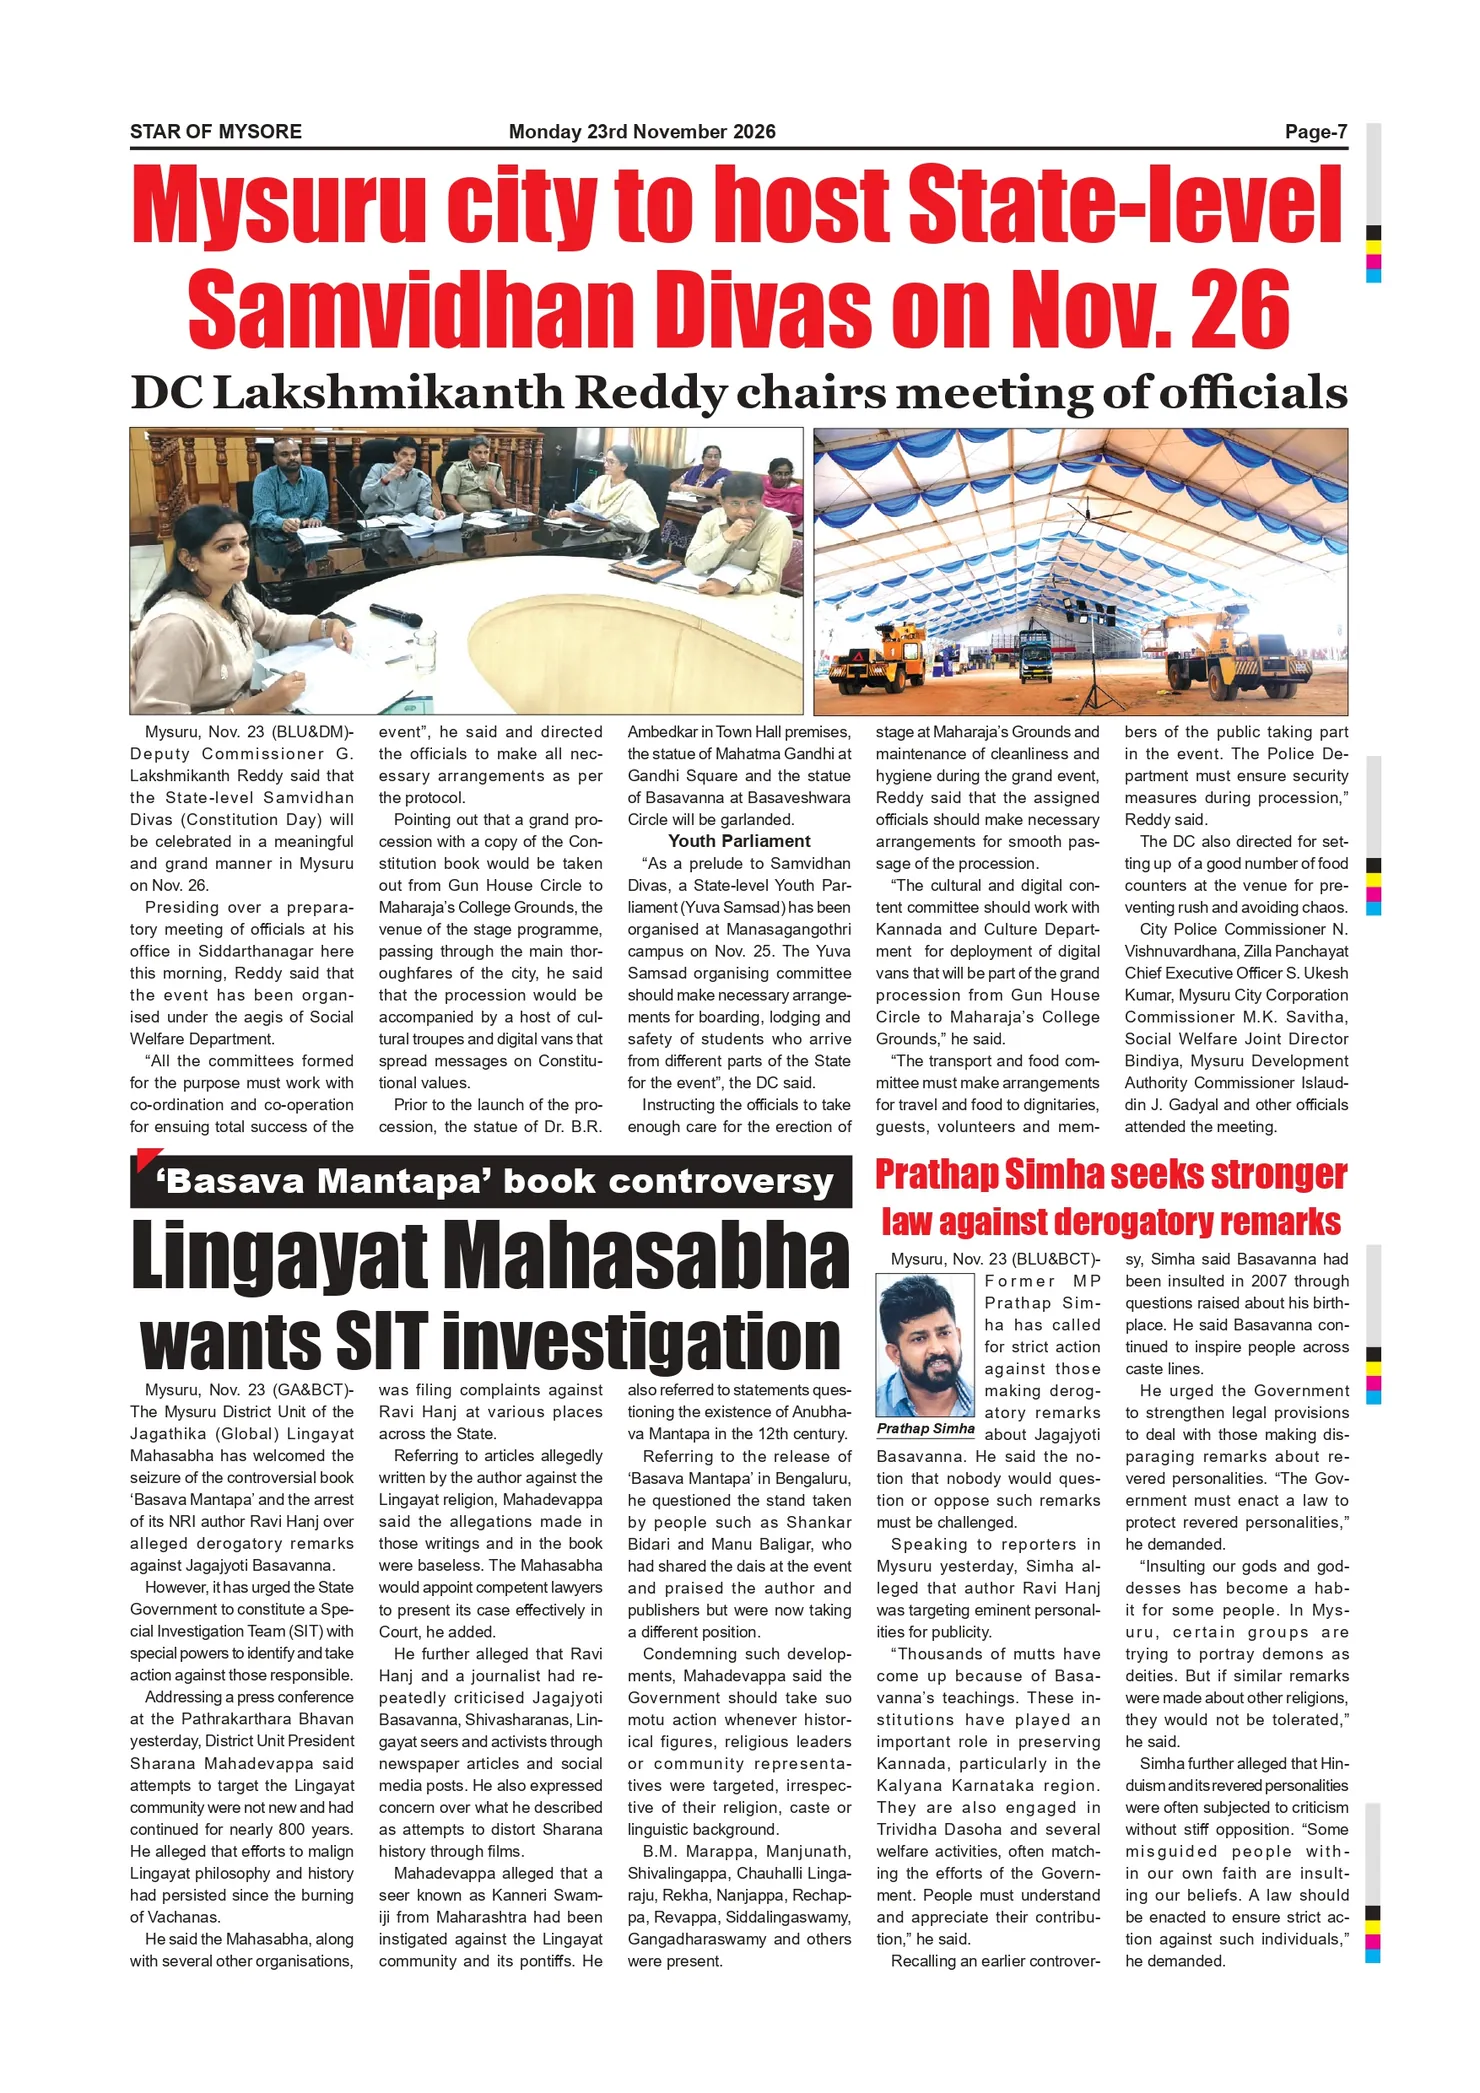 STAR OF MYSORE
Monday 23rd November 2026
Page-7
Mysuru city to host State-level
Samvidhan Divas on Nov. 26
DC Lakshmikanth Reddy chairs meeting of officials
Mysuru, Nov. 23 (BLU&DM)-
Deputy Commissioner G.
Lakshmikanth Reddy said that
the State-level Samvidhan
Divas (Constitution Day) will
be celebrated in a meaningful
and grand manner in Mysuru
on Nov. 26.
Presiding over a prepara-
tory meeting of officials at his
office in Siddarthanagar here
this morning, Reddy said that
the event has been organ-
ised under the aegis of Social
Welfare Department.
“All the committees formed
for the purpose must work with
co-ordination and co-operation
for ensuing total success of the
event”, he said and directed
the officials to make all nec-
essary arrangements as per
the protocol.
Pointing out that a grand pro-
cession with a copy of the Con-
stitution book would be taken
out from Gun House Circle to
Maharaja’s College Grounds, the
venue of the stage programme,
passing through the main thor-
oughfares of the city, he said
that the procession would be
accompanied by a host of cul-
tural troupes and digital vans that
spread messages on Constitu-
tional values.
Prior to the launch of the pro-
cession, the statue of Dr. B.R.
Ambedkar in Town Hall premises,
the statue of Mahatma Gandhi at
Gandhi Square and the statue
of Basavanna at Basaveshwara
Circle will be garlanded.
Youth Parliament
“As a prelude to Samvidhan
Divas, a State-level Youth Par-
liament (Yuva Samsad) has been
organised at Manasagangothri
campus on Nov. 25. The Yuva
Samsad organising committee
should make necessary arrange-
ments for boarding, lodging and
safety of students who arrive
from different parts of the State
for the event”, the DC said.
Instructing the officials to take
enough care for the erection of
stage at Maharaja’s Grounds and
maintenance of cleanliness and
hygiene during the grand event,
Reddy said that the assigned
officials should make necessary
arrangements for smooth pas-
sage of the procession.
“The cultural and digital con-
tent committee should work with
Kannada and Culture Depart-
ment for deployment of digital
vans that will be part of the grand
procession from Gun House
Circle to Maharaja’s College
Grounds,” he said.
“The transport and food com-
mittee must make arrangements
for travel and food to dignitaries,
guests, volunteers and mem-
bers of the public taking part
in the event. The Police De-
partment must ensure security
measures during procession,”
Reddy said.
The DC also directed for set-
ting up of a good number of food
counters at the venue for pre-
venting rush and avoiding chaos.
City Police Commissioner N.
Vishnuvardhana, Zilla Panchayat
Chief Executive Officer S. Ukesh
Kumar, Mysuru City Corporation
Commissioner M.K. Savitha,
Social Welfare Joint Director
Bindiya, Mysuru Development
Authority Commissioner Islaud-
din J. Gadyal and other officials
attended the meeting.
‘Basava Mantapa’ book controversy
Lingayat Mahasabha
wants SIT investigation
Mysuru, Nov. 23 (GA&BCT)-
The Mysuru District Unit of the
Jagathika (Global) Lingayat
Mahasabha has welcomed the
seizure of the controversial book
‘Basava Mantapa’ and the arrest
of its NRI author Ravi Hanj over
alleged derogatory remarks
against Jagajyoti Basavanna.
However, it has urged the State
Government to constitute a Spe-
cial Investigation Team (SIT) with
special powers to identify and take
action against those responsible.
Addressing a press conference
at the Pathrakarthara Bhavan
yesterday, District Unit President
Sharana Mahadevappa said
attempts to target the Lingayat
community were not new and had
continued for nearly 800 years.
He alleged that efforts to malign
Lingayat philosophy and history
had persisted since the burning
of Vachanas.
He said the Mahasabha, along
with several other organisations,
was filing complaints against
Ravi Hanj at various places
across the State.
Referring to articles allegedly
written by the author against the
Lingayat religion, Mahadevappa
said the allegations made in
those writings and in the book
were baseless. The Mahasabha
would appoint competent lawyers
to present its case effectively in
Court, he added.
He further alleged that Ravi
Hanj and a journalist had re-
peatedly criticised Jagajyoti
Basavanna, Shivasharanas, Lin-
gayat seers and activists through
newspaper articles and social
media posts. He also expressed
concern over what he described
as attempts to distort Sharana
history through films.
Mahadevappa alleged that a
seer known as Kanneri Swam-
iji from Maharashtra had been
instigated against the Lingayat
community and its pontiffs. He
also referred to statements ques-
tioning the existence of Anubha-
va Mantapa in the 12th century.
Referring to the release of
‘Basava Mantapa’ in Bengaluru,
he questioned the stand taken
by people such as Shankar
Bidari and Manu Baligar, who
had shared the dais at the event
and praised the author and
publishers but were now taking
a different position.
Condemning such develop-
ments, Mahadevappa said the
Government should take suo
motu action whenever histor-
ical figures, religious leaders
or community representa-
tives were targeted, irrespec-
tive of their religion, caste or
linguistic background.
B.M. Marappa, Manjunath,
Shivalingappa, Chauhalli Linga-
raju, Rekha, Nanjappa, Rechap-
pa, Revappa, Siddalingaswamy,
Gangadharaswamy and others
were present.
Prathap Simha seeks stronger
law against derogatory remarks
Mysuru, Nov. 23 (BLU&BCT)-
Former MP
Prathap Sim-
ha has called
for strict action
against those
making derog-
atory remarks
about Jagajyoti
Prathap Simha
Basavanna. He said the no-
tion that nobody would ques-
tion or oppose such remarks
must be challenged.
Speaking to reporters in
Mysuru yesterday, Simha al-
leged that author Ravi Hanj
was targeting eminent personal-
ities for publicity.
“Thousands of mutts have
come up because of Basa-
vanna’s teachings. These in-
stitutions have played an
important role in preserving
Kannada, particularly in the
Kalyana Karnataka region.
They are also engaged in
Trividha Dasoha and several
welfare activities, often match-
ing the efforts of the Govern-
ment. People must understand
and appreciate their contribu-
tion,” he said.
Recalling an earlier controver-
sy, Simha said Basavanna had
been insulted in 2007 through
questions raised about his birth-
place. He said Basavanna con-
tinued to inspire people across
caste lines.
He urged the Government
to strengthen legal provisions
to deal with those making dis-
paraging remarks about re-
vered personalities. “The Gov-
ernment must enact a law to
protect revered personalities,”
he demanded.
“Insulting our gods and god-
desses has become a hab-
it for some people. In Mys-
uru, certain groups are
trying to portray demons as
deities. But if similar remarks
were made about other religions,
they would not be tolerated,”
he said.
Simha further alleged that Hin-
duism and its revered personalities
were often subjected to criticism
without stiff opposition. “Some
misguided people with-
in our own faith are insult-
ing our beliefs. A law should
be enacted to ensure strict ac-
tion against such individuals,”
he demanded.